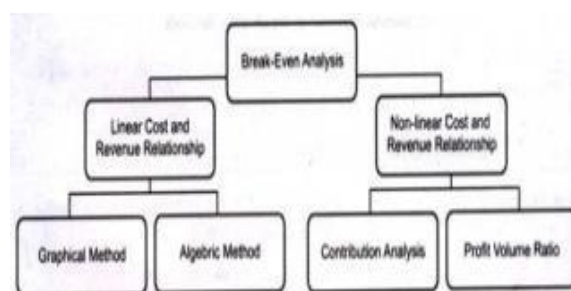 Break-Even Analysis
Linear Cost and
Revenue Relationship
Non-linear Cost and
Revenue Relationship
Graphical Method
Algebric Method
Contribution Analysis
Profit Volume Ratio